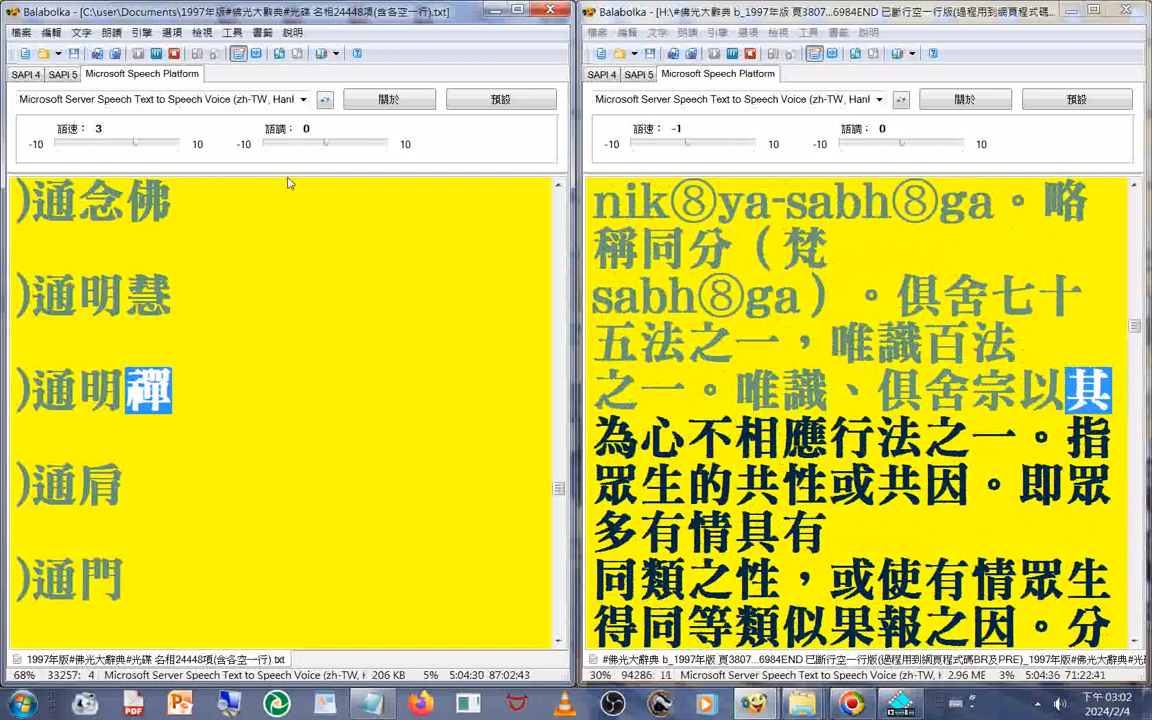 Balabolka - [C:\user\Documents\1997年版#佛光大辭典#光碟 名相24448項(含各空一行).txt]
檔案 編輯 文字 朗讀 引擎 選項 檢視 工具 書籤 說明
SAPI 4 SAPI 5 Microsoft Speech Platform
Microsoft Server Speech Text to Speech Voice (zh-TW, Hanl 關於 預設
語速： 3 語調： 0
-10 10 -10 10
)通念佛
)通明慧
)通明禪
)通肩
)通門
1997年版#佛光大辭典#光碟 名相24448項(含各空一行).txt
68% 33257: 4 Microsoft Server Speech Text to Speech Voice (zh-TW, 206 KB 5% 5:04:30 87:02:43
Balabolka - [H:\#佛光大辭典 b_1997年版 頁3807...6984END 已斷行空一行版(過程用到網頁程式碼...
檔案 編輯 文字 朗讀 引擎 選項 檢視 工具 書籤 說明
SAPI 4 SAPI 5 Microsoft Speech Platform
Microsoft Server Speech Text to Speech Voice (zh-TW, Hanl 關於 預設
語速： -1 語調： 0
-10 10 -10 10
nik⑧ya-sabh⑧ga。略
稱同分（梵
sabh⑧ga）。俱舍七十
五法之一，唯識百法
之一。唯識、俱舍宗以其
為心不相應行法之一。指
眾生的共性或共因。即眾
多有情具有
同類之性，或使有情眾生
得同等類似果報之因。分
#佛光大辭典 b_1997年版 頁3807...6984END 已斷行空一行版(過程用到網頁程式碼BR及PRE)_1997年版#光
30% 94286: 11 Microsoft Server Speech Text to Speech Voice (zh-TW, 2.96 ME 3% 5:04:36 71:22:41
下午 03:02
2024/2/4